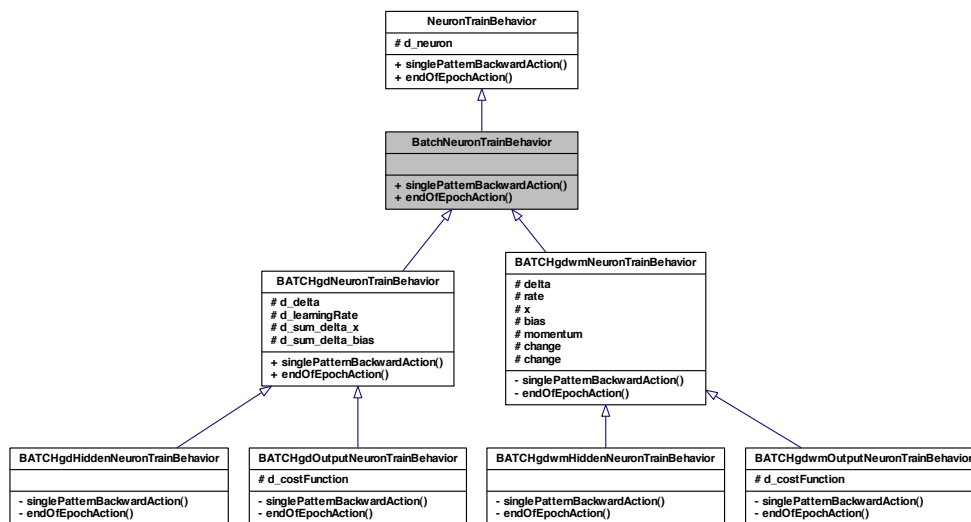 NeuronTrainBehavior
# d_neuron
+ singlePatternBackwardAction()
+ endOfEpochAction()
BatchNeuronTrainBehavior
+ singlePatternBackwardAction()
+ endOfEpochAction()
BATCHgdNeuronTrainBehavior
# d_delta
# d_learningRate
# d_sum_delta_x
# d_sum_delta_bias
+ singlePatternBackwardAction()
+ endOfEpochAction()
BATCHgdwmNeuronTrainBehavior
# delta
# rate
# x
# bias
# momentum
# change
# change
- singlePatternBackwardAction()
- endOfEpochAction()
BATCHgdHiddenNeuronTrainBehavior
- singlePatternBackwardAction()
- endOfEpochAction()
BATCHgdOutputNeuronTrainBehavior
# d_costFunction
- singlePatternBackwardAction()
- endOfEpochAction()
BATCHgdwmHiddenNeuronTrainBehavior
- singlePatternBackwardAction()
- endOfEpochAction()
BATCHgdwmOutputNeuronTrainBehavior
# d_costFunction
- singlePatternBackwardAction()
- endOfEpochAction()